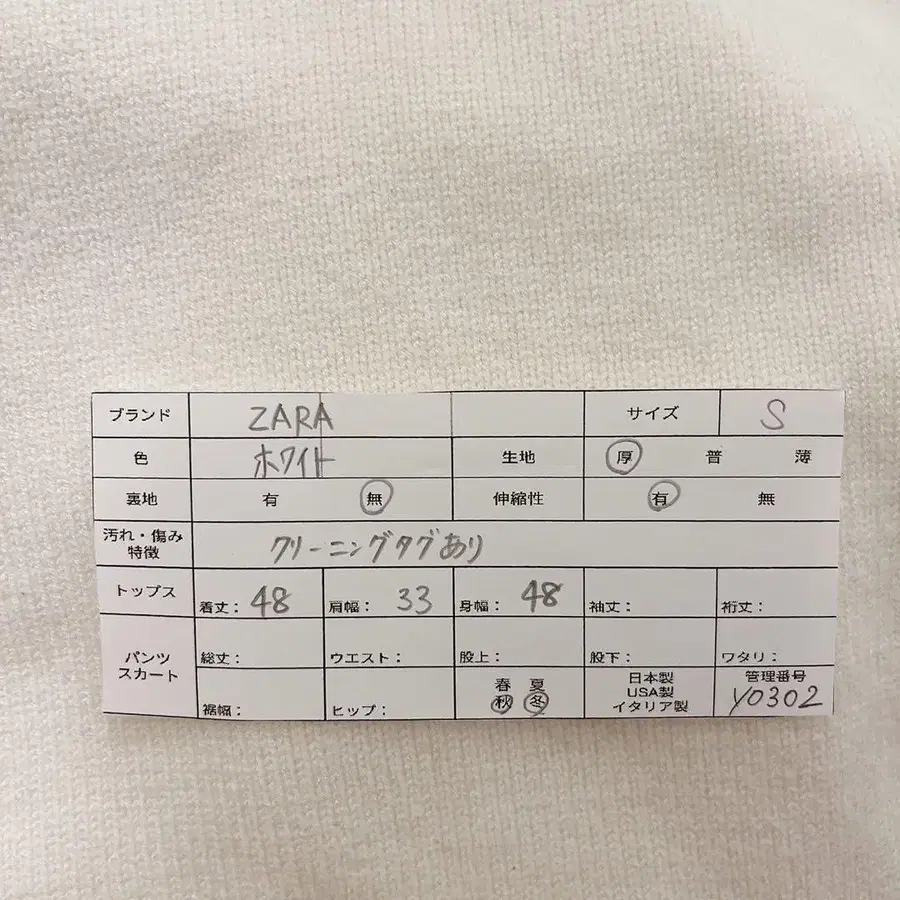 ブランド ZARA サイズ S
色 ホワイト 生地 厚 普 薄
裏地 有 無 伸縮性 有 無
汚れ・傷み
特徴
クリーニングタグあり
トップス 着丈: 48 肩幅: 33 身幅: 48 袖丈: 裄丈:
パンツ
スカート
総丈: ウエスト: 股上: 股下: ワタリ:
裾幅: ヒップ:
春 夏
秋 冬
日本製
USA製
イタリア製
管理番号
Y0302